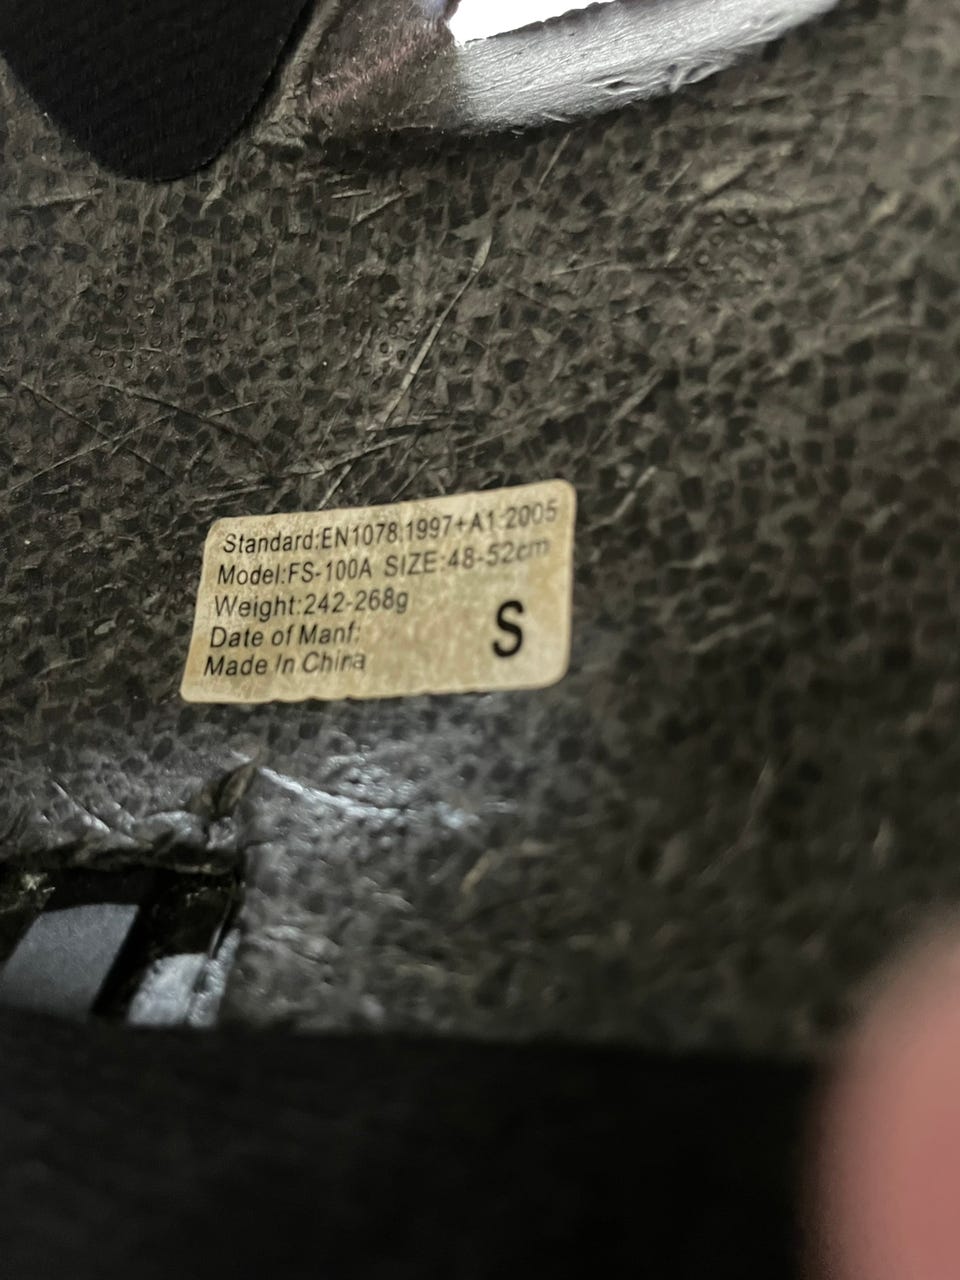 Standard:EN1078:1997+A1:2005
Model:FS-100A SIZE:48-52cm
Weight:242-268g
Date of Manf:
Made In China
S